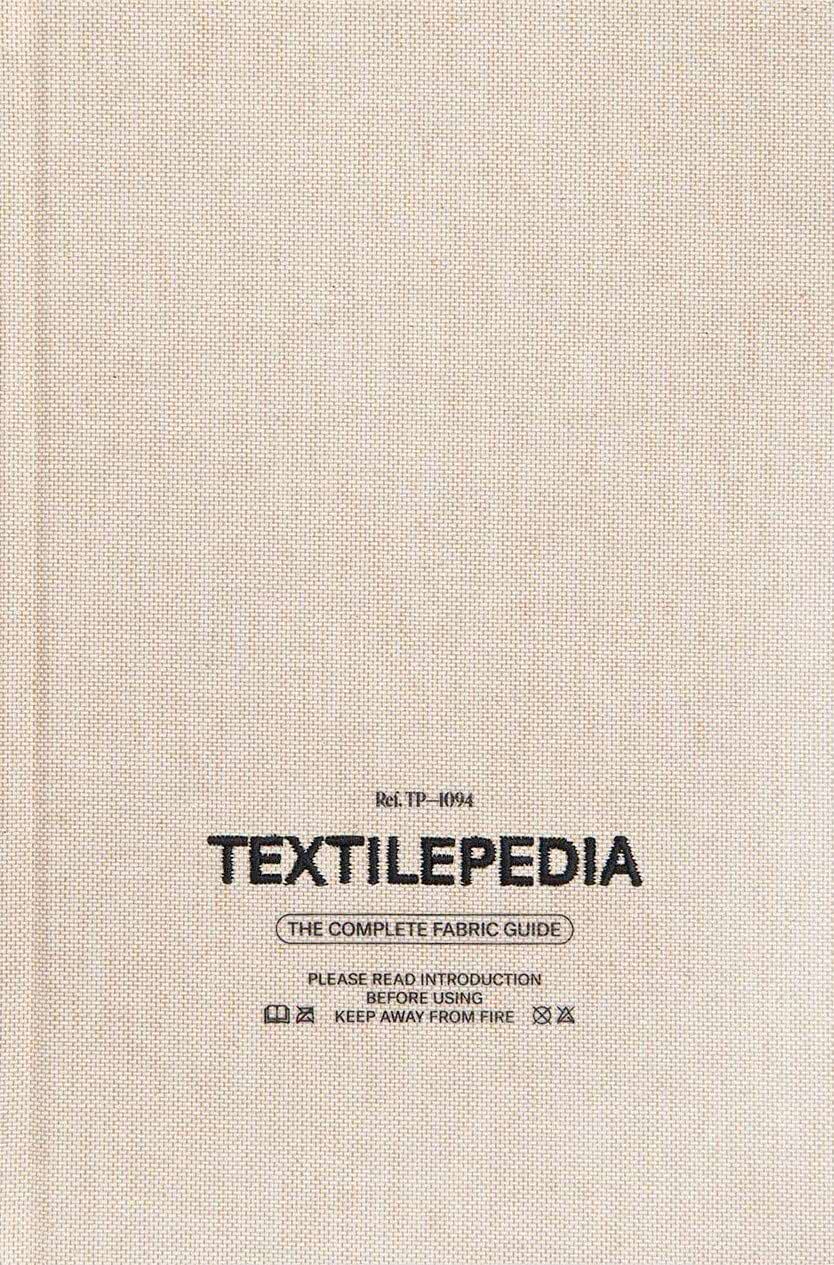 Ref. TP—1094
TEXTILEPEDIA
THE COMPLETE FABRIC GUIDE
PLEASE READ INTRODUCTION
BEFORE USING
KEEP AWAY FROM FIRE